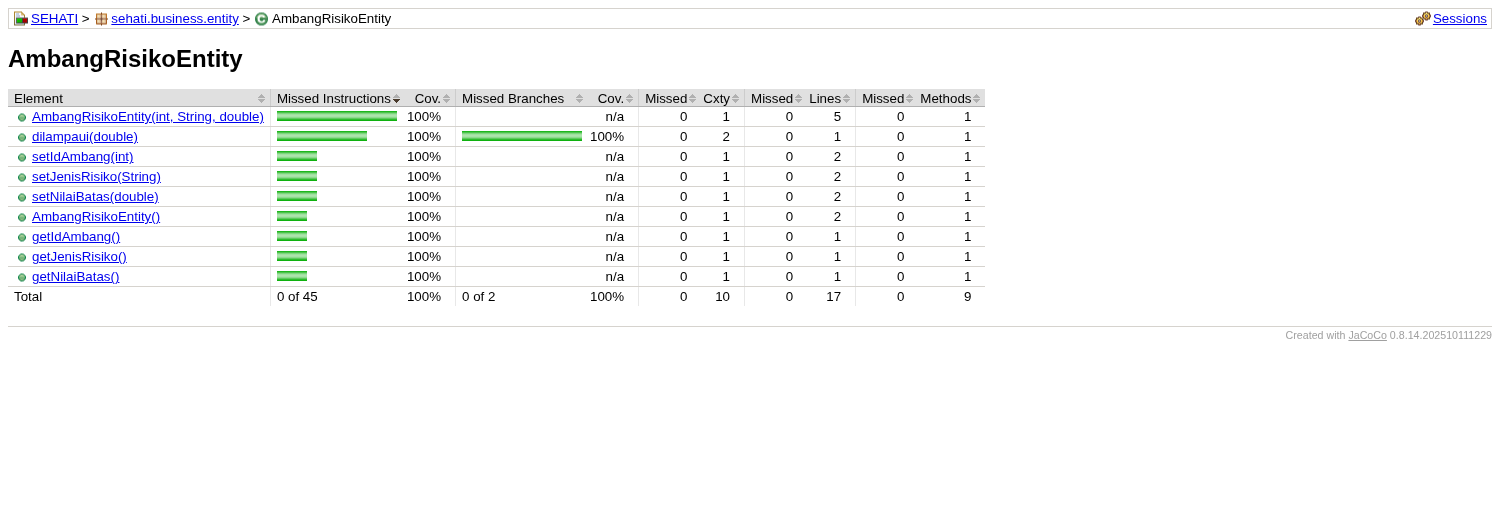 SEHATI > sehati.business.entity > AmbangRisikoEntity Sessions
AmbangRisikoEntity
Element Missed Instructions Cov. Missed Branches Cov. Missed Cxty Missed Lines Missed Methods
AmbangRisikoEntity(int, String, double) 100% n/a 0 1 0 5 0 1
dilampaui(double) 100% 100% 0 2 0 1 0 1
setIdAmbang(int) 100% n/a 0 1 0 2 0 1
setJenisRisiko(String) 100% n/a 0 1 0 2 0 1
setNilaiBatas(double) 100% n/a 0 1 0 2 0 1
AmbangRisikoEntity() 100% n/a 0 1 0 2 0 1
getIdAmbang() 100% n/a 0 1 0 1 0 1
getJenisRisiko() 100% n/a 0 1 0 1 0 1
getNilaiBatas() 100% n/a 0 1 0 1 0 1
Total 0 of 45 100% 0 of 2 100% 0 10 0 17 0 9
Created with JaCoCo 0.8.14.202510111229